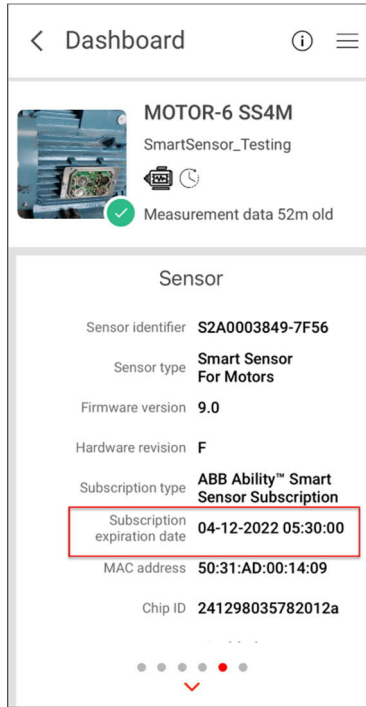 Dashboard
MOTOR-6 SS4M
SmartSensor_Testing
Measurement data 52m old
Sensor
Sensor identifier S2A0003849-7F56
Sensor type Smart Sensor
For Motors
Firmware version 9.0
Hardware revision F
Subscription type ABB Ability™ Smart
Sensor Subscription
Subscription
expiration date 04-12-2022 05:30:00
MAC address 50:31:AD:00:14:09
Chip ID 241298035782012a